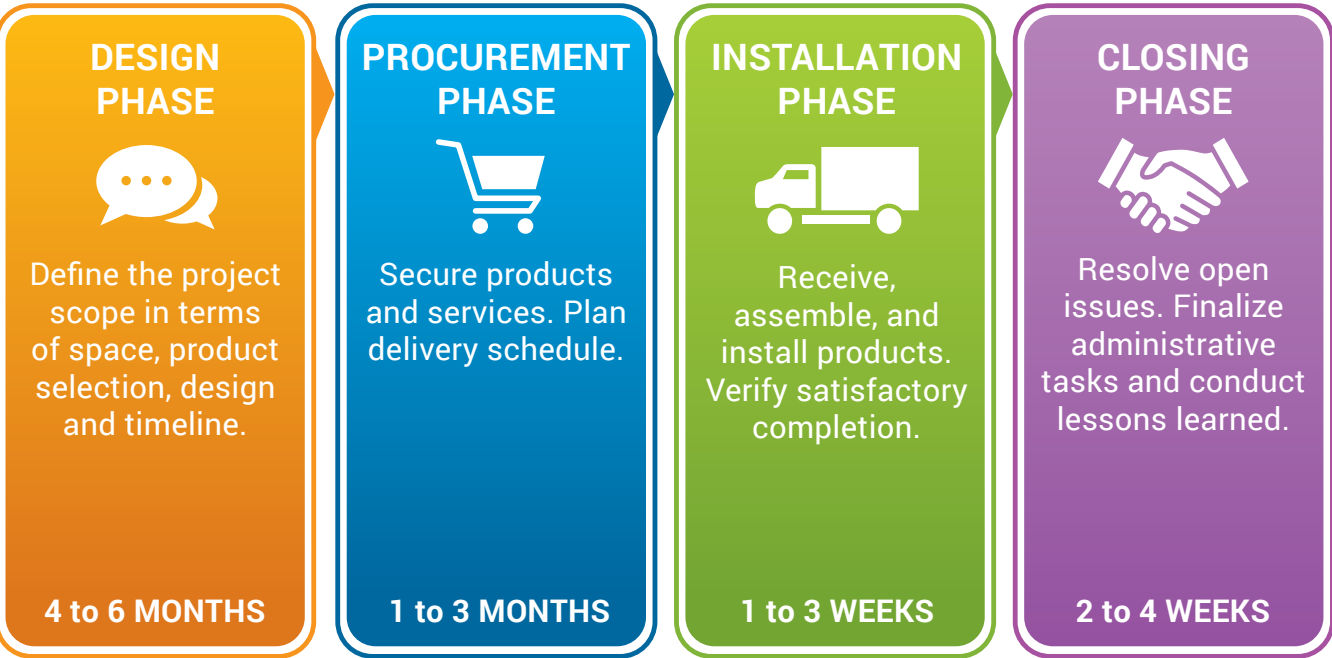 DESIGN
PHASE
Define the project
scope in terms
of space, product
selection, design
and timeline.
4 to 6 MONTHS
PROCUREMENT
PHASE
Secure products
and services. Plan
delivery schedule.
1 to 3 MONTHS
INSTALLATION
PHASE
Receive,
assemble, and
install products.
Verify satisfactory
completion.
1 to 3 WEEKS
CLOSING
PHASE
Resolve open
issues. Finalize
administrative
tasks and conduct
lessons learned.
2 to 4 WEEKS